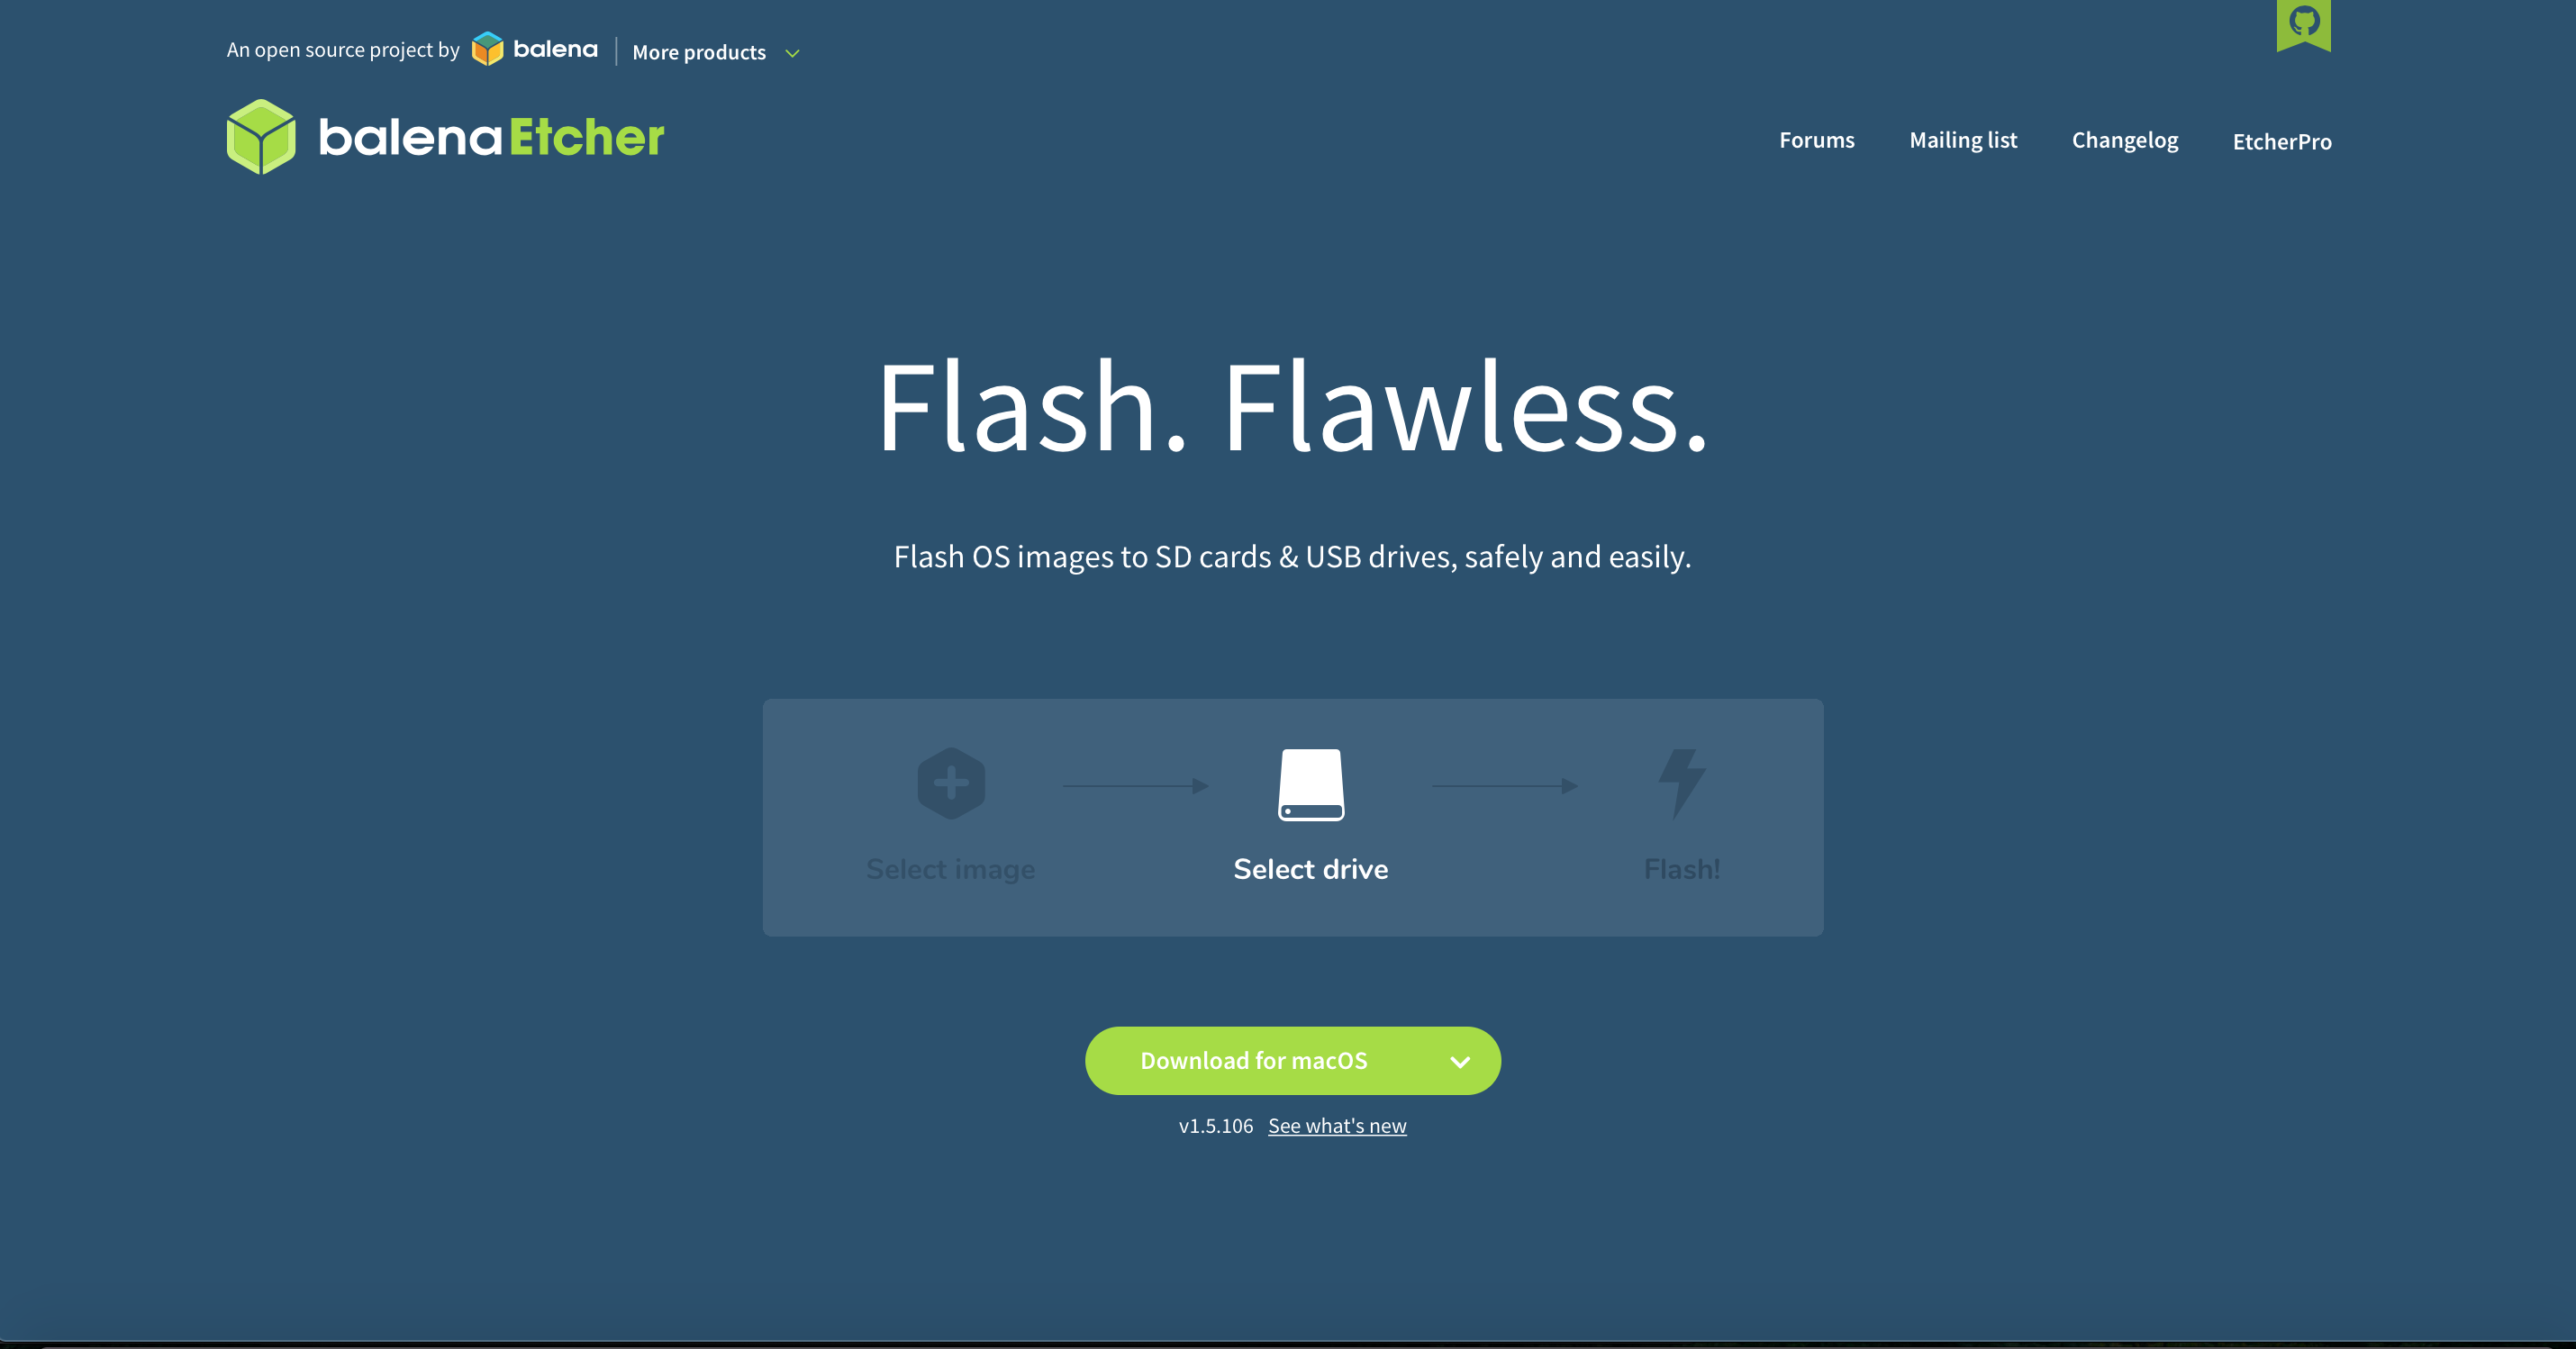 An open source project by balena More products
balenaEtcher
Forums Mailing list Changelog EtcherPro
Flash. Flawless.
Flash OS images to SD cards & USB drives, safely and easily.
Select image Select drive Flash!
Download for macOS
v1.5.106 See what's new